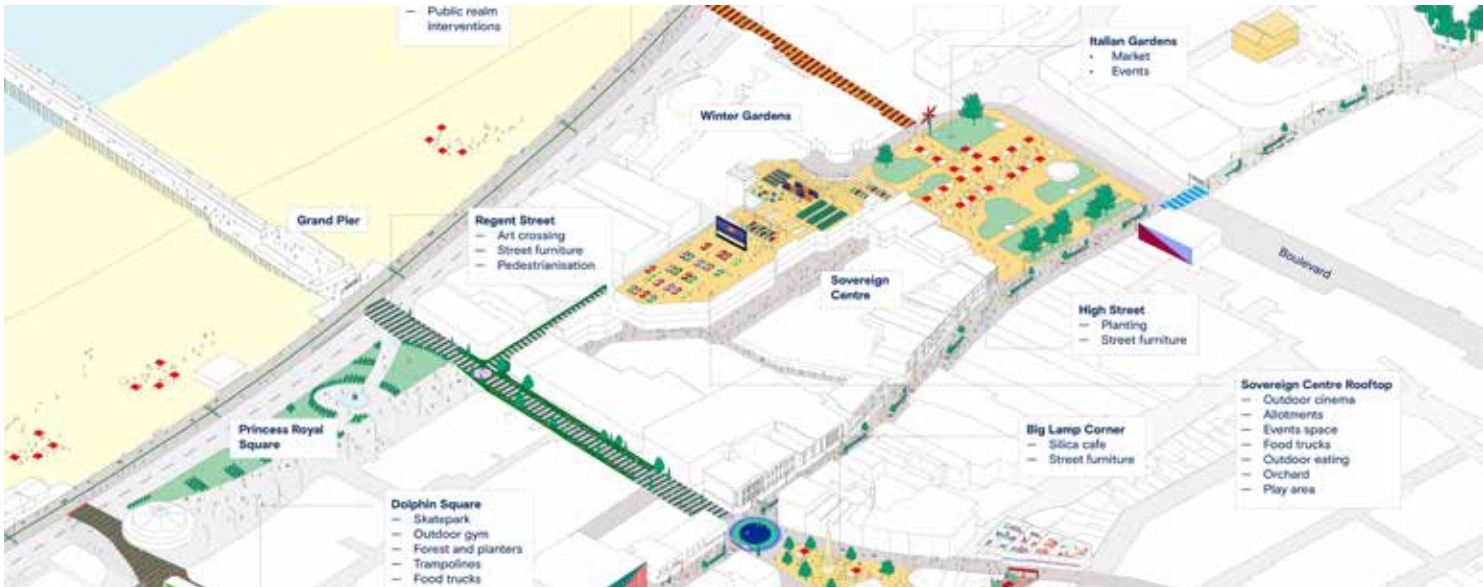 — Public realm
interventions
Italian Gardens
• Market
• Events
Winter Gardens
Grand Pier
Regent Street
— Art crossing
— Street furniture
— Pedestrianisation
Sovereign
Centre
Boulevard
High Street
— Planting
— Street furniture
Sovereign Centre Rooftop
— Outdoor cinema
— Allotments
— Events space
— Food trucks
— Outdoor eating
— Orchard
— Play area
Princess Royal
Square
Big Lamp Corner
— Silica cafe
— Street furniture
Dolphin Square
— Skatepark
— Outdoor gym
— Forest and planters
— Trampolines
— Food trucks